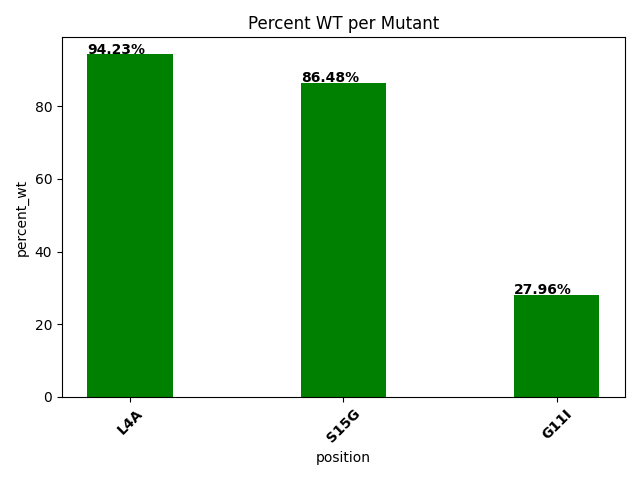 Percent WT per Mutant
94.23%
86.48%
27.96%
percent_wt
80
60
40
20
0
L4A
S15G
G11I
position